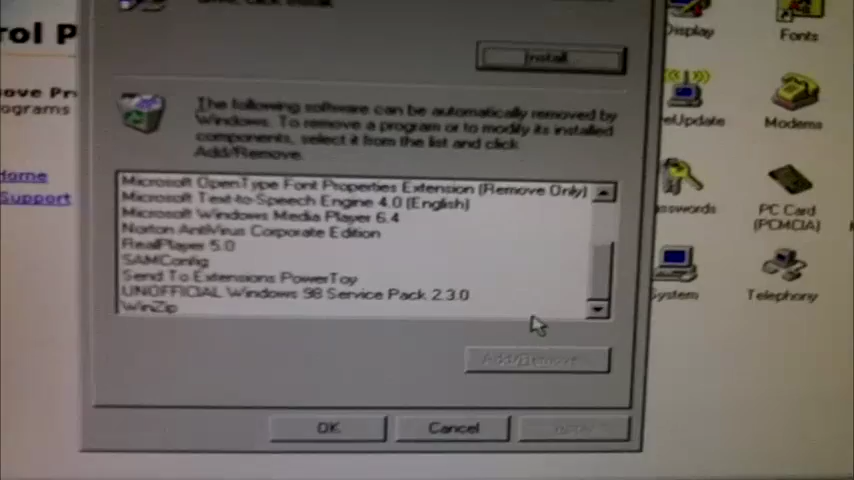 rol P
ove Pr
ograms
Home
Support
Install...
The following software can be automatically removed by
Windows. To remove a program or to modify its installed
components, select it from the list and click
Add/Remove.
Microsoft OpenType Font Properties Extension (Remove Only)
Microsoft Text-to-Speech Engine 4.0 (English)
Microsoft Windows Media Player 6.4
Norton AntiVirus Corporate Edition
RealPlayer 5.0
SAMConfig
Send To Extensions PowerToy
UNOFFICIAL Windows 98 Service Pack 2.3.0
WinZip
Add/Remove...
OK
Cancel
Apply
Display
Fonts
eUpdate
Modems
sswords
PC Card
(PCMCIA)
System
Telephony